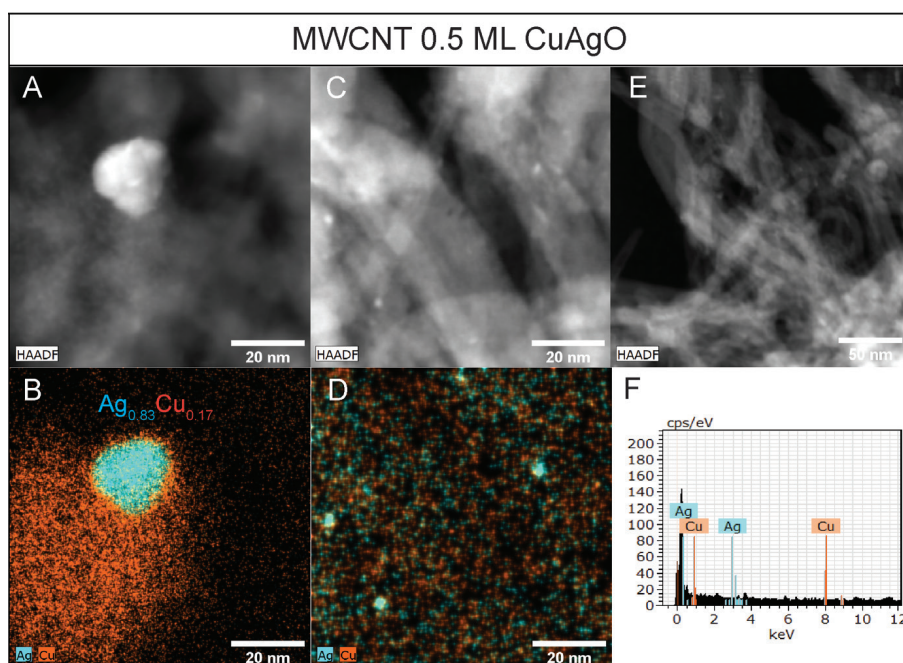 MWCNT 0.5 ML CuAgO
A
HAADF
20 nm
C
HAADF
20 nm
E
HAADF
50 nm
B
Ag0.83Cu0.17
Ag Cu
20 nm
D
Ag Cu
20 nm
F
cps/eV
200
180
160
140
120
100
80
60
40
20
0
Ag
Cu
Ag
Cu
0 2 4 6 8 10 12
keV